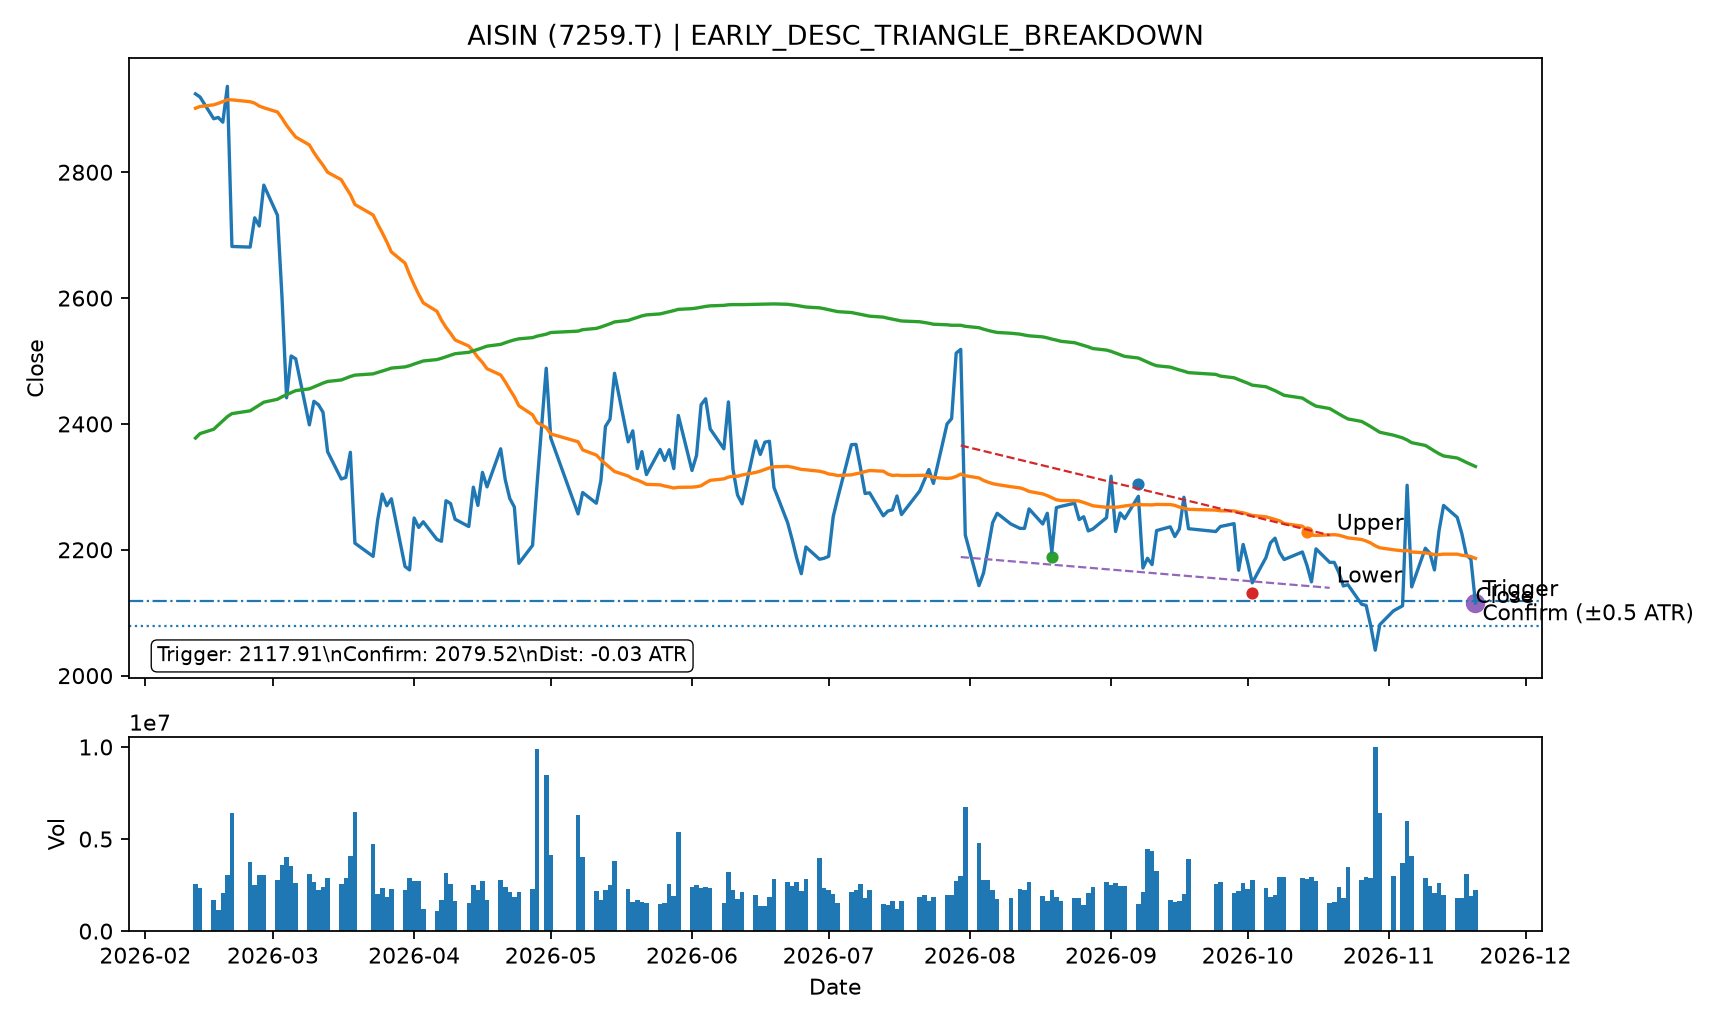 AISIN (7259.T) | EARLY_DESC_TRIANGLE_BREAKDOWN
Close
2800
2600
2400
2200
2000
Upper
Lower
Trigger
Close
Confirm (±0.5 ATR)
Trigger: 2117.91\nConfirm: 2079.52\nDist: -0.03 ATR
1e7
Vol
1.0
0.5
0.0
2026-02 2026-03 2026-04 2026-05 2026-06 2026-07 2026-08 2026-09 2026-10 2026-11 2026-12
Date